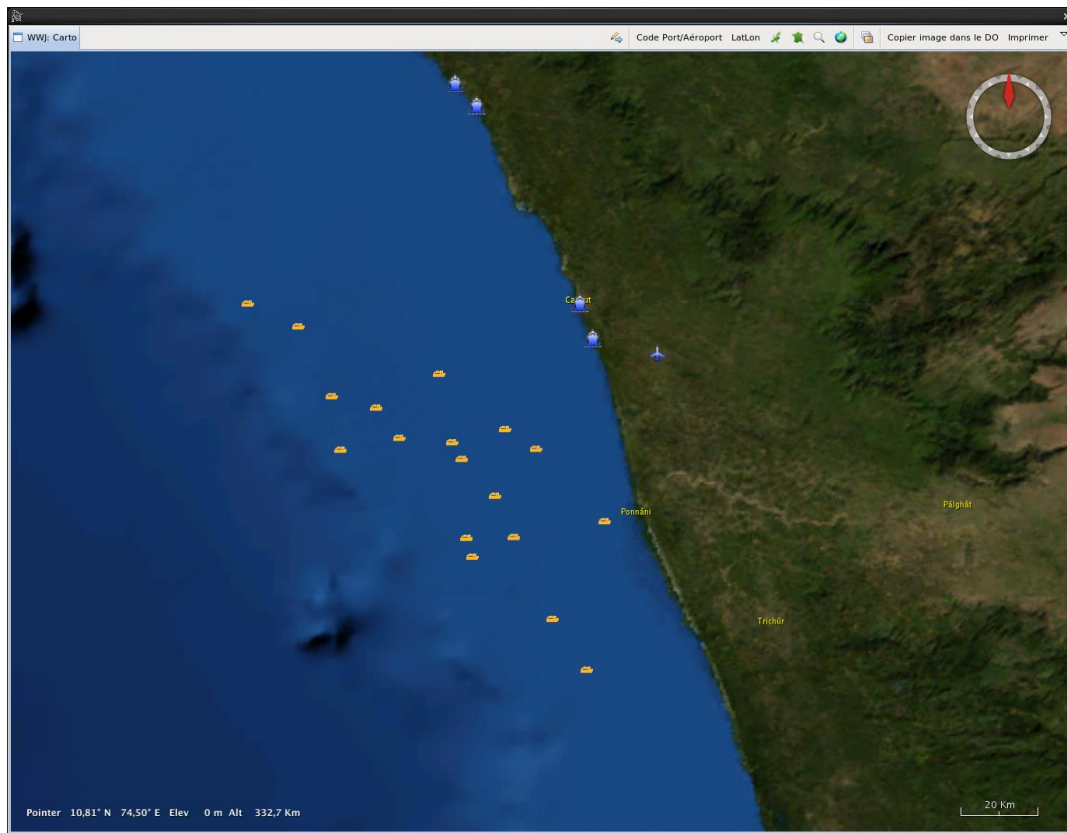 WWJ: Carto
Code Port/Aéroport LatLon Copier image dans le DO Imprimer
Ponnāni
Pālghāt
Trichūr
20 Km
Pointer 10,81° N 74,50° E Elev 0 m Alt 332,7 Km